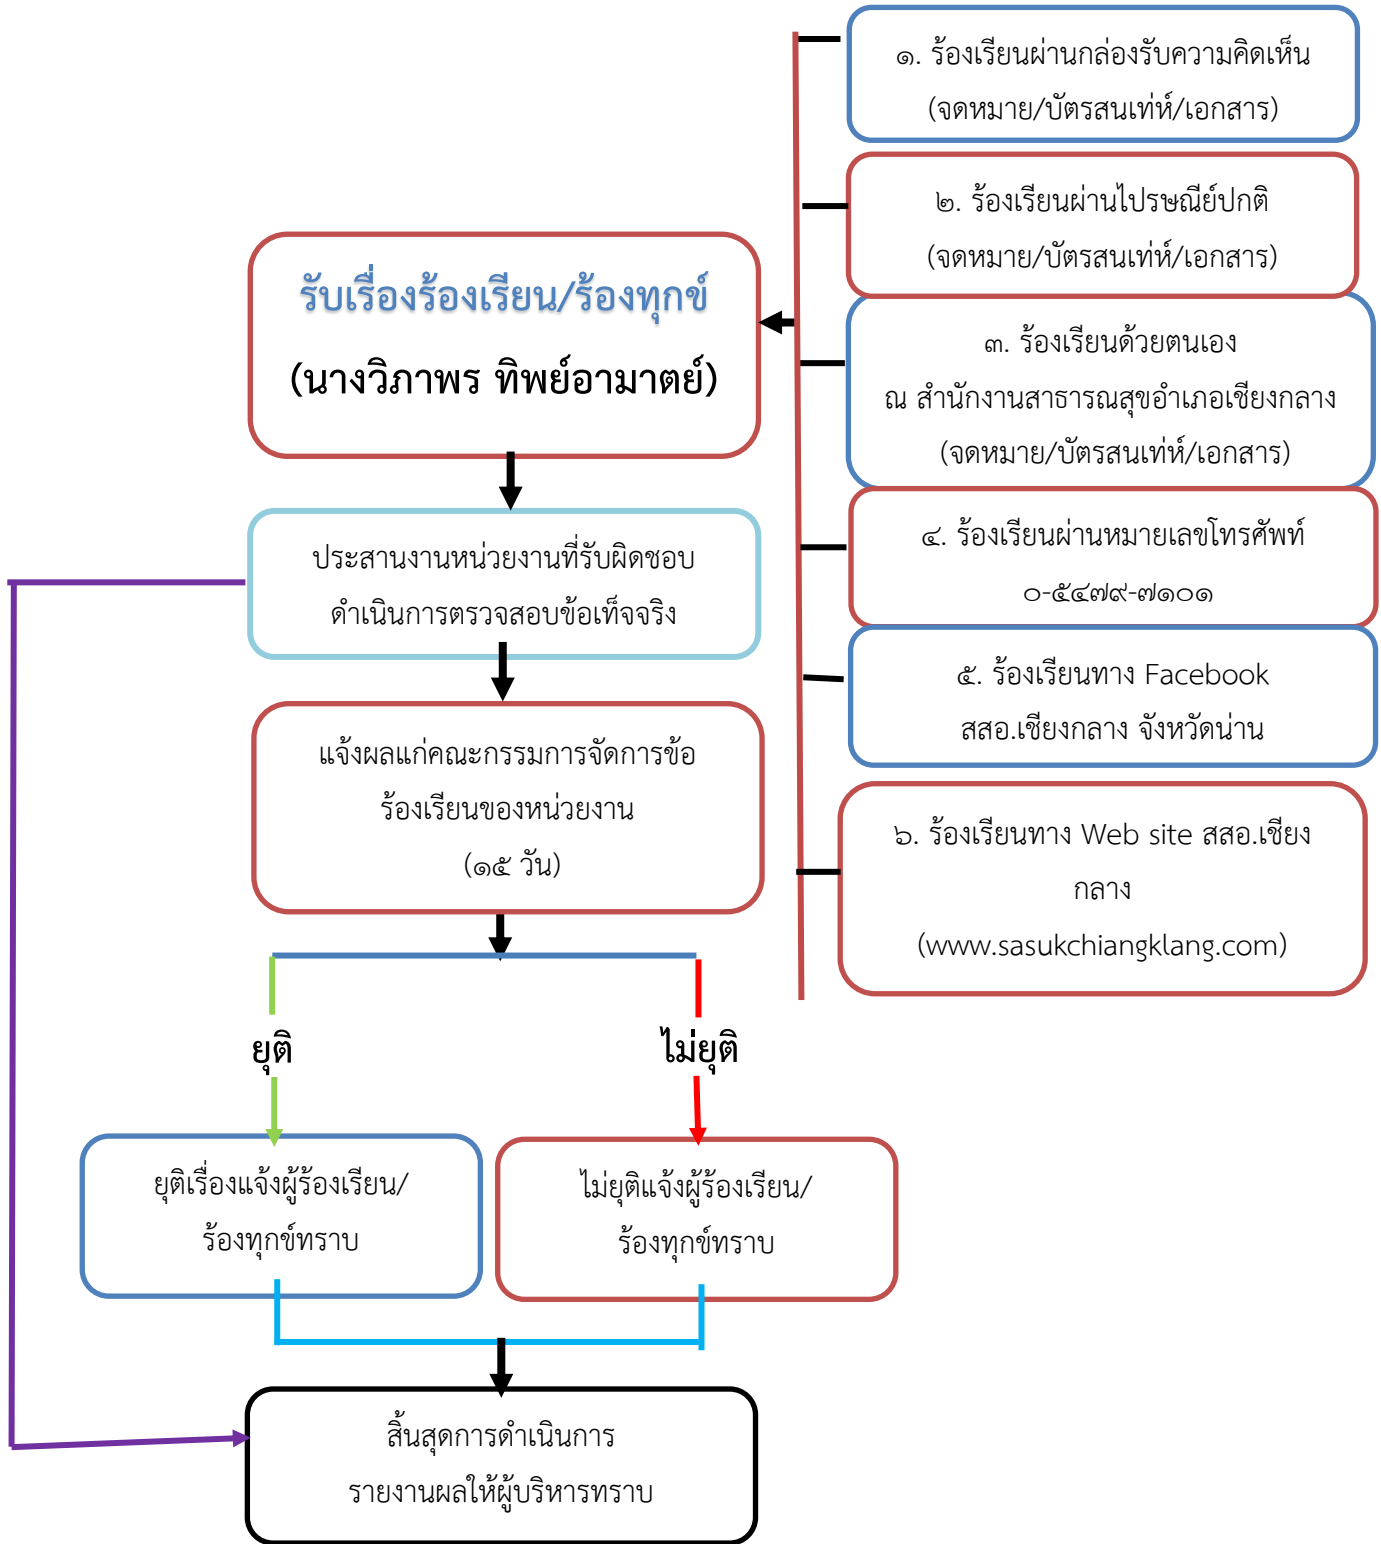 ๑. ร้องเรียนผ่านกล่องรับความคิดเห็น
(จดหมาย/บัตรสนเท่ห์/เอกสาร)
๒. ร้องเรียนผ่านไปรษณีย์ปกติ
(จดหมาย/บัตรสนเท่ห์/เอกสาร)
๓. ร้องเรียนด้วยตนเอง
ณ สำนักงานสาธารณสุขอำเภอเชียงกลาง
(จดหมาย/บัตรสนเท่ห์/เอกสาร)
๔. ร้องเรียนผ่านหมายเลขโทรศัพท์
๐-๕๔๗๙-๗๑๐๑
๕. ร้องเรียนทาง Facebook
สสอ.เชียงกลาง จังหวัดน่าน
๖. ร้องเรียนทาง Web site สสอ.เชียง
กลาง
(www.sasukchiangklang.com)
รับเรื่องร้องเรียน/ร้องทุกข์
(นางวิภาพร ทิพย์อามาตย์)
ประสานงานหน่วยงานที่รับผิดชอบ
ดำเนินการตรวจสอบข้อเท็จจริง
แจ้งผลแก่คณะกรรมการจัดการข้อ
ร้องเรียนของหน่วยงาน
(๑๕ วัน)
ยุติ
ไม่ยุติ
ยุติเรื่องแจ้งผู้ร้องเรียน/
ร้องทุกข์ทราบ
ไม่ยุติแจ้งผู้ร้องเรียน/
ร้องทุกข์ทราบ
สิ้นสุดการดำเนินการ
รายงานผลให้ผู้บริหารทราบ